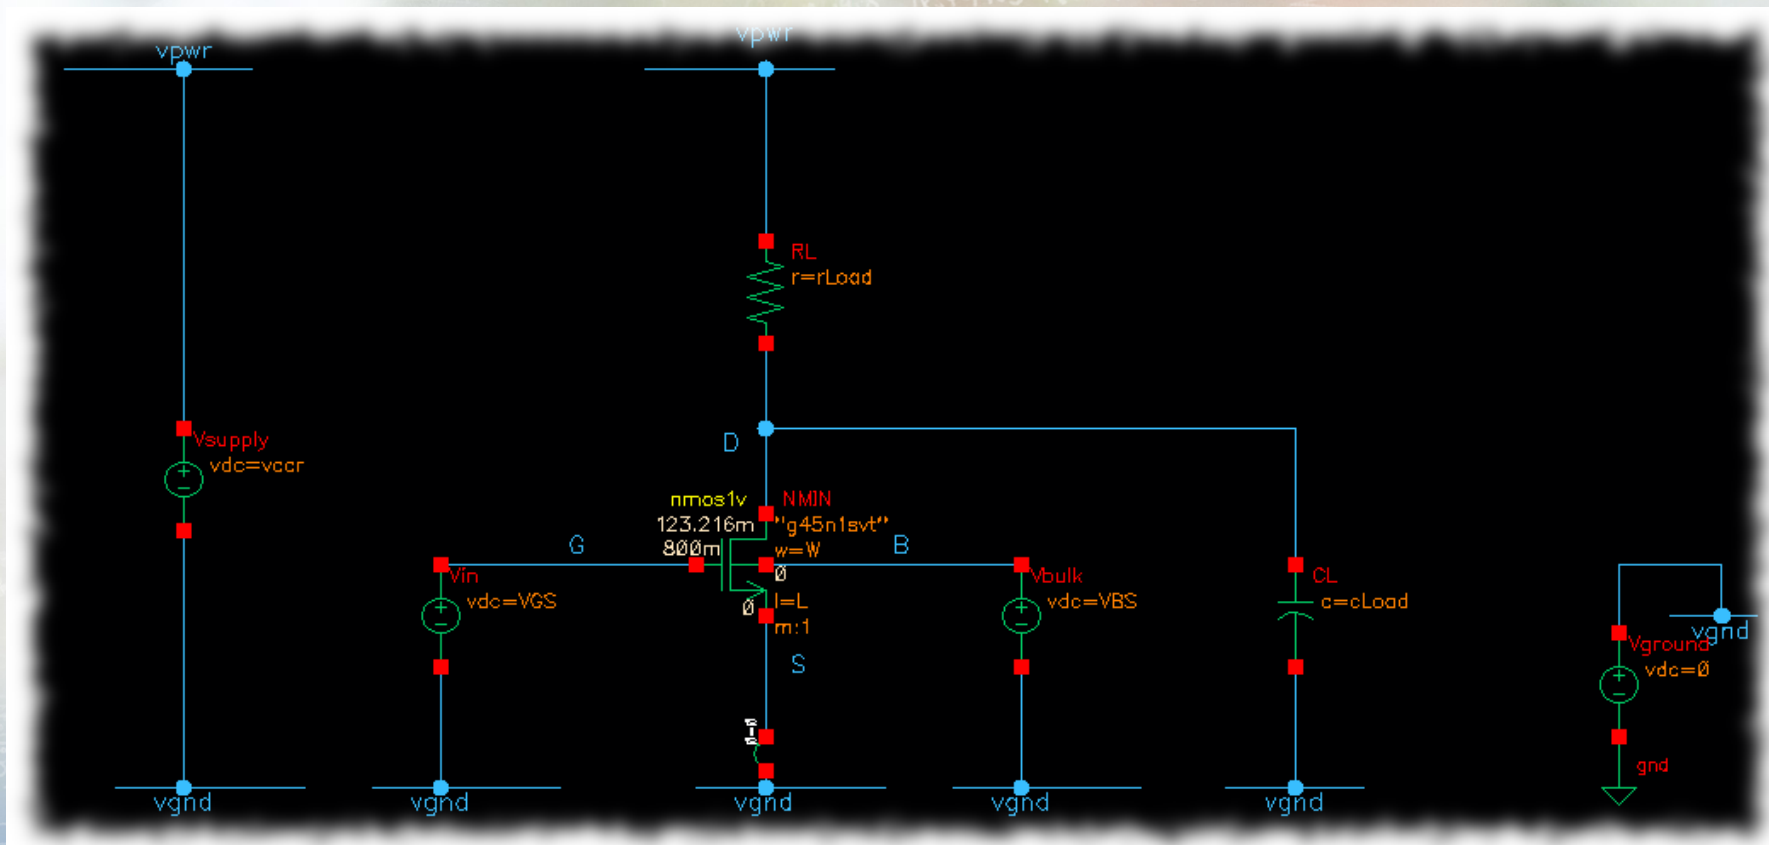 vpwr
vpwr
RL
r=rLoad
D
Vsupply
vdc=vccr
nmos1v
NMIN
123.216m
"g45n1svt"
800m
w=W
G
B
0
Vin
vdc=VGS
0
l=L
m:1
Vbulk
vdc=VBS
CL
c=cLoad
S
vgnd
Vground
vdc=0
gnd
vgnd
vgnd
vgnd
vgnd
vgnd